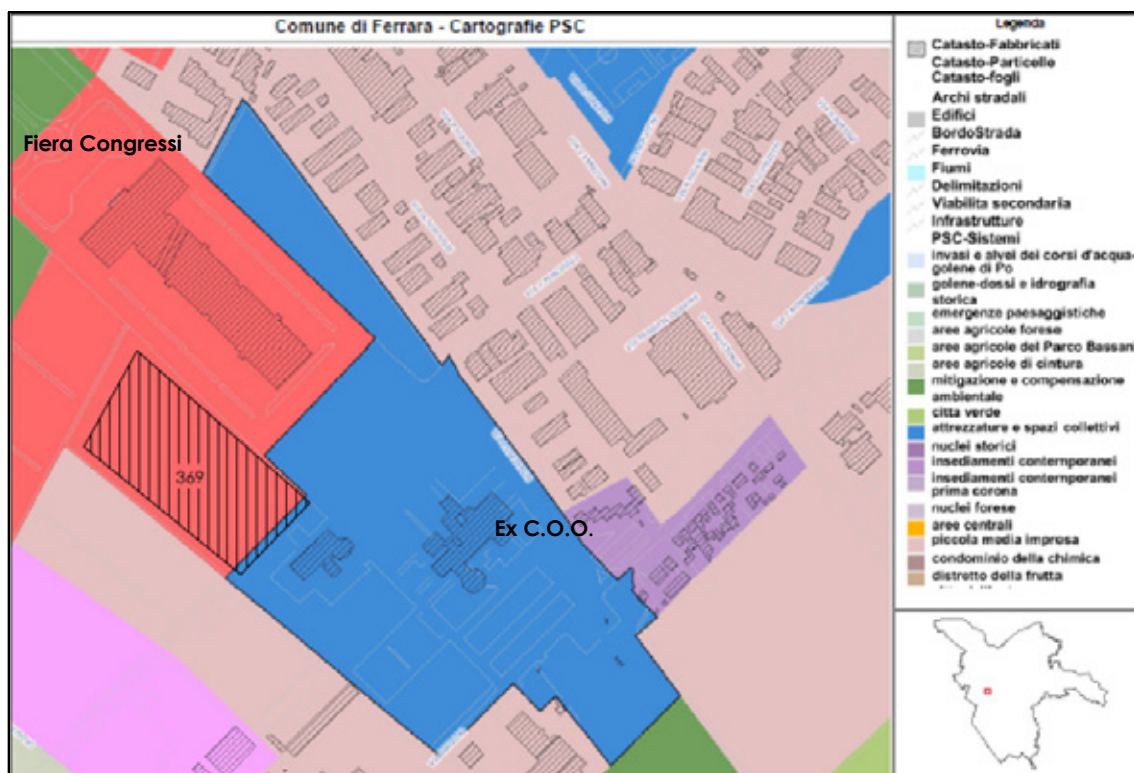 Comune di Ferrara - Cartografie PSC
Fiera Congressi
369
Ex C.O.O.
Legenda
Catasto-Fabbricati
Catasto-Particelle
Catasto-fogli
Archi stradali
Edifici
BordoStrada
Ferrovia
Fiumi
Delimitazioni
Viabilita secondaria
Infrastrutture
PSC-Sistemi
invasi e alvei dei corsi d'acqua-
golene di Po
golene-dossi e idrografia
storica
emergenze paesaggistiche
aree agricole forese
aree agricole del Parco Bassani
aree agricole di cintura
mitigazione e compensazione
ambientale
città verde
attrezzature e spazi collettivi
nuclei storici
insediamenti contemporanei
insediamenti contemporanei
prima corona
nuclei forese
aree centrali
piccola media impresa
condominio della chimica
distretto della frutta